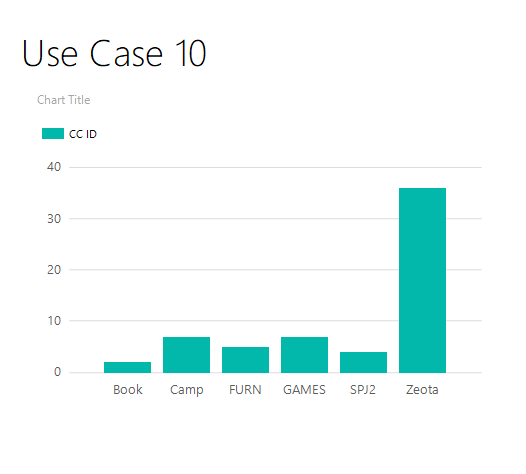 Use Case 10
Chart Title
CC ID
40
30
20
10
0
Book Camp FURN GAMES SPJ2 Zeota